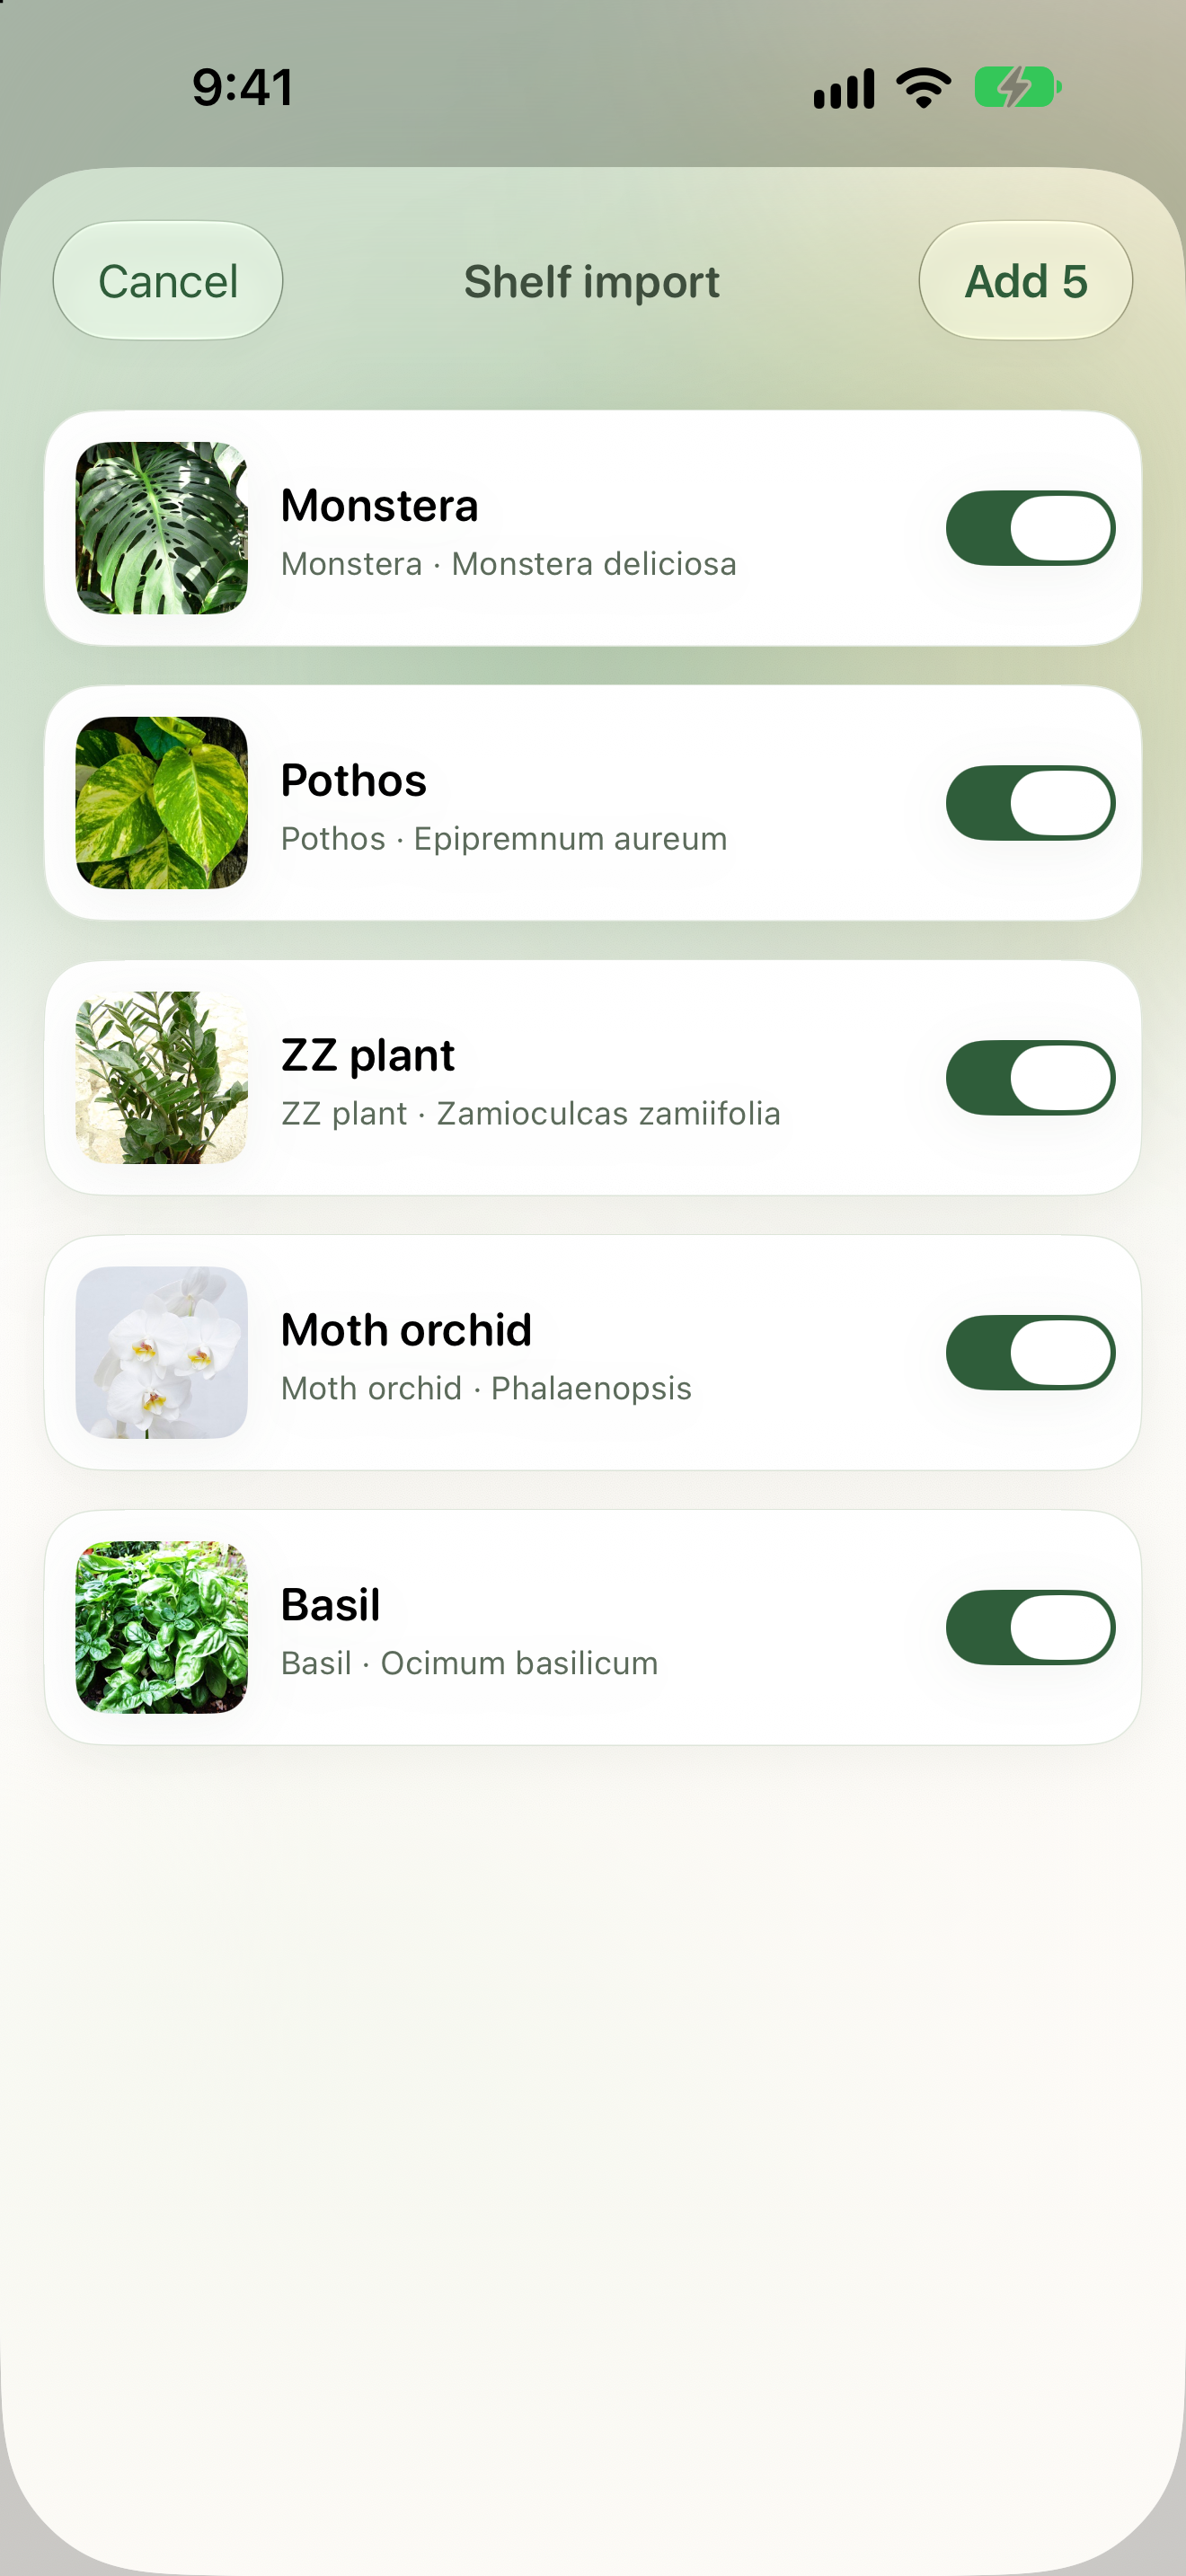 9:41
Cancel
Shelf import
Add 5
Monstera
Monstera · Monstera deliciosa
Pothos
Pothos · Epipremnum aureum
ZZ plant
ZZ plant · Zamioculcas zamiifolia
Moth orchid
Moth orchid · Phalaenopsis
Basil
Basil · Ocimum basilicum